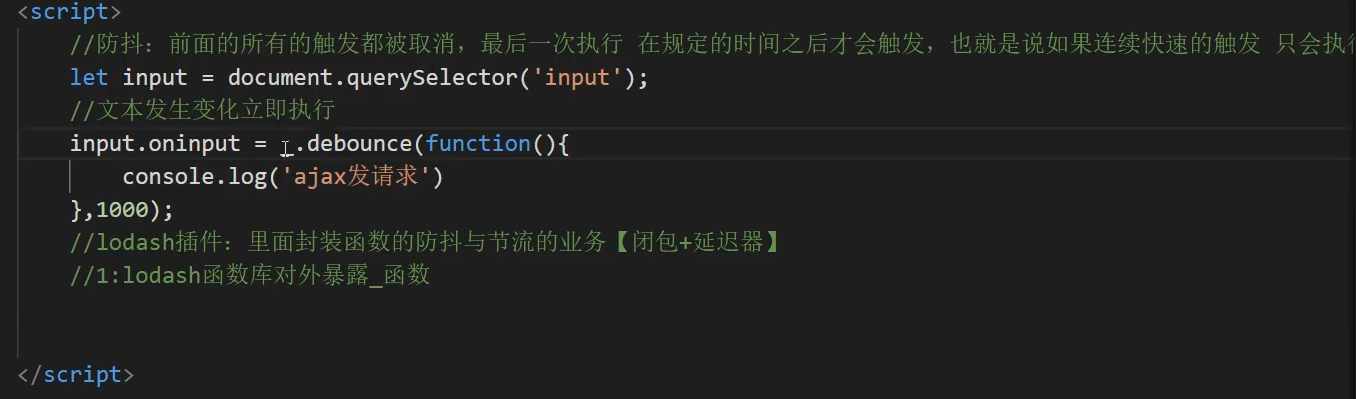 <script>
//防抖：前面的所有的触发都被取消，最后一次执行 在规定的时间之后才会触发，也就是说如果连续快速的触发 只会执行
let input = document.querySelector('input');
//文本发生变化立即执行
input.oninput = _.debounce(function(){
console.log('ajax发请求')
},1000);
//lodash插件：里面封装函数的防抖与节流的业务【闭包+延迟器】
//1:lodash函数库对外暴露_函数
</script>